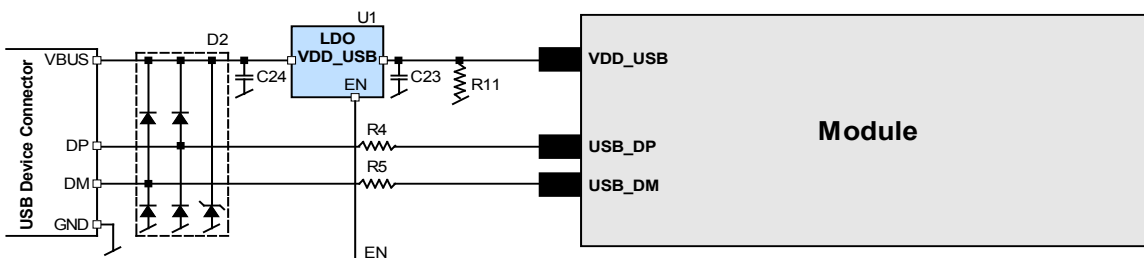 U1
D2
LDO
VDD_USB
VBUS
VDD_USB
C24
C23
R11
EN
USB Device Connector
Module
R4
DP
USB_DP
R5
DM
USB_DM
GND
EN